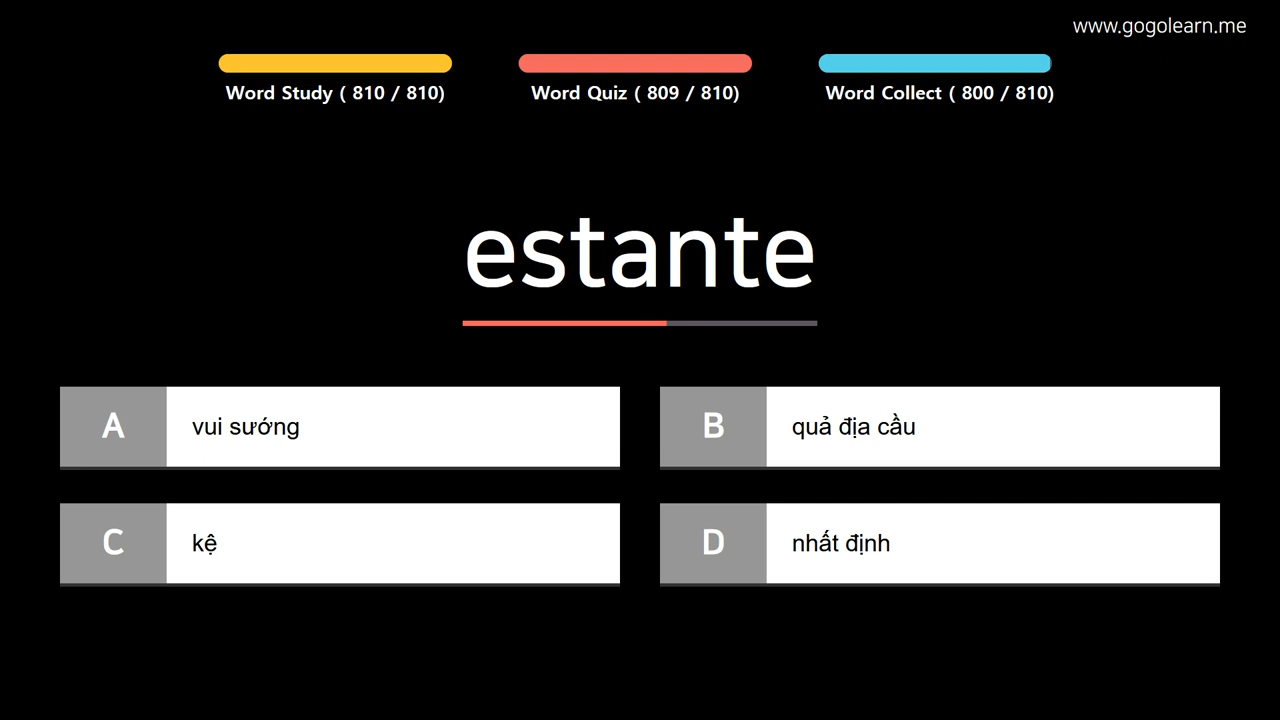 www.gogolearn.me
Word Study ( 810 / 810)
Word Quiz ( 809 / 810)
Word Collect ( 800 / 810)
estante
A
vui sướng
B
quả địa cầu
C
kệ
D
nhất định